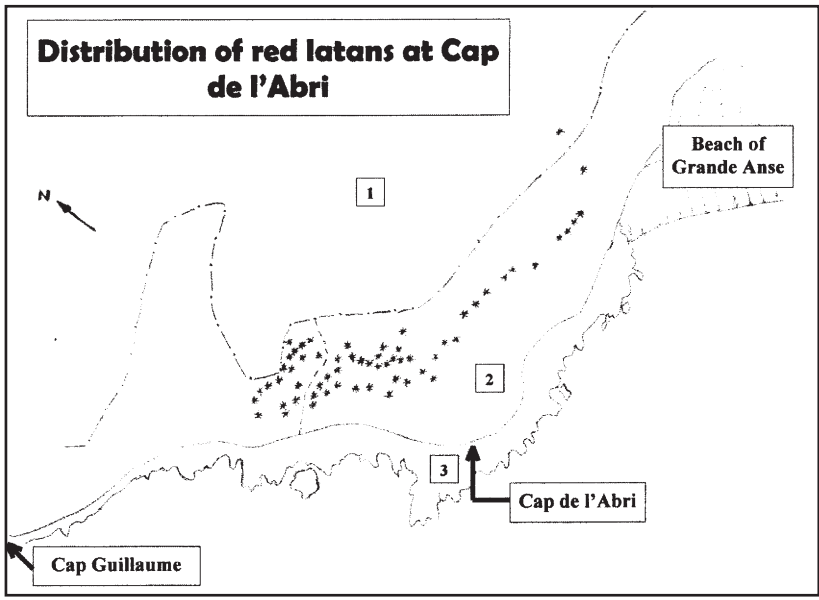 Distribution of red latans at Cap
de l'Abri
Beach of
Grande Anse
N
1
2
3
Cap de l'Abri
Cap Guillaume